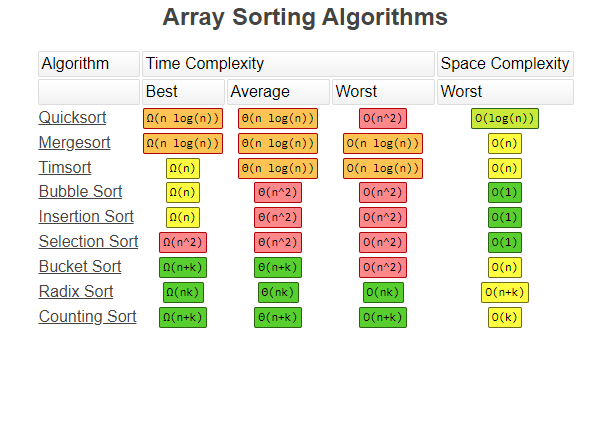 Array Sorting Algorithms
Algorithm Time Complexity Space Complexity
Best Average Worst Worst
Quicksort Ω(n log(n)) Θ(n log(n)) O(n^2) O(log(n))
Mergesort Ω(n log(n)) Θ(n log(n)) O(n log(n)) O(n)
Timsort Ω(n) Θ(n log(n)) O(n log(n)) O(n)
Bubble Sort Ω(n) Θ(n^2) O(n^2) O(1)
Insertion Sort Ω(n) Θ(n^2) O(n^2) O(1)
Selection Sort Ω(n^2) Θ(n^2) O(n^2) O(1)
Bucket Sort Ω(n+k) Θ(n+k) O(n^2) O(n)
Radix Sort Ω(nk) Θ(nk) O(nk) O(n+k)
Counting Sort Ω(n+k) Θ(n+k) O(n+k) O(k)